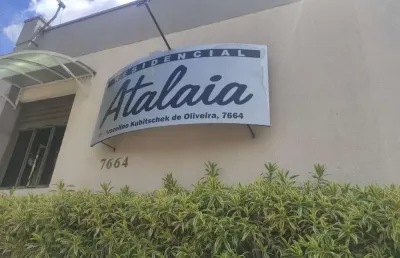 RESIDENCIAL
Atalaia
Kubitschek de Oliveira, 7664
7664